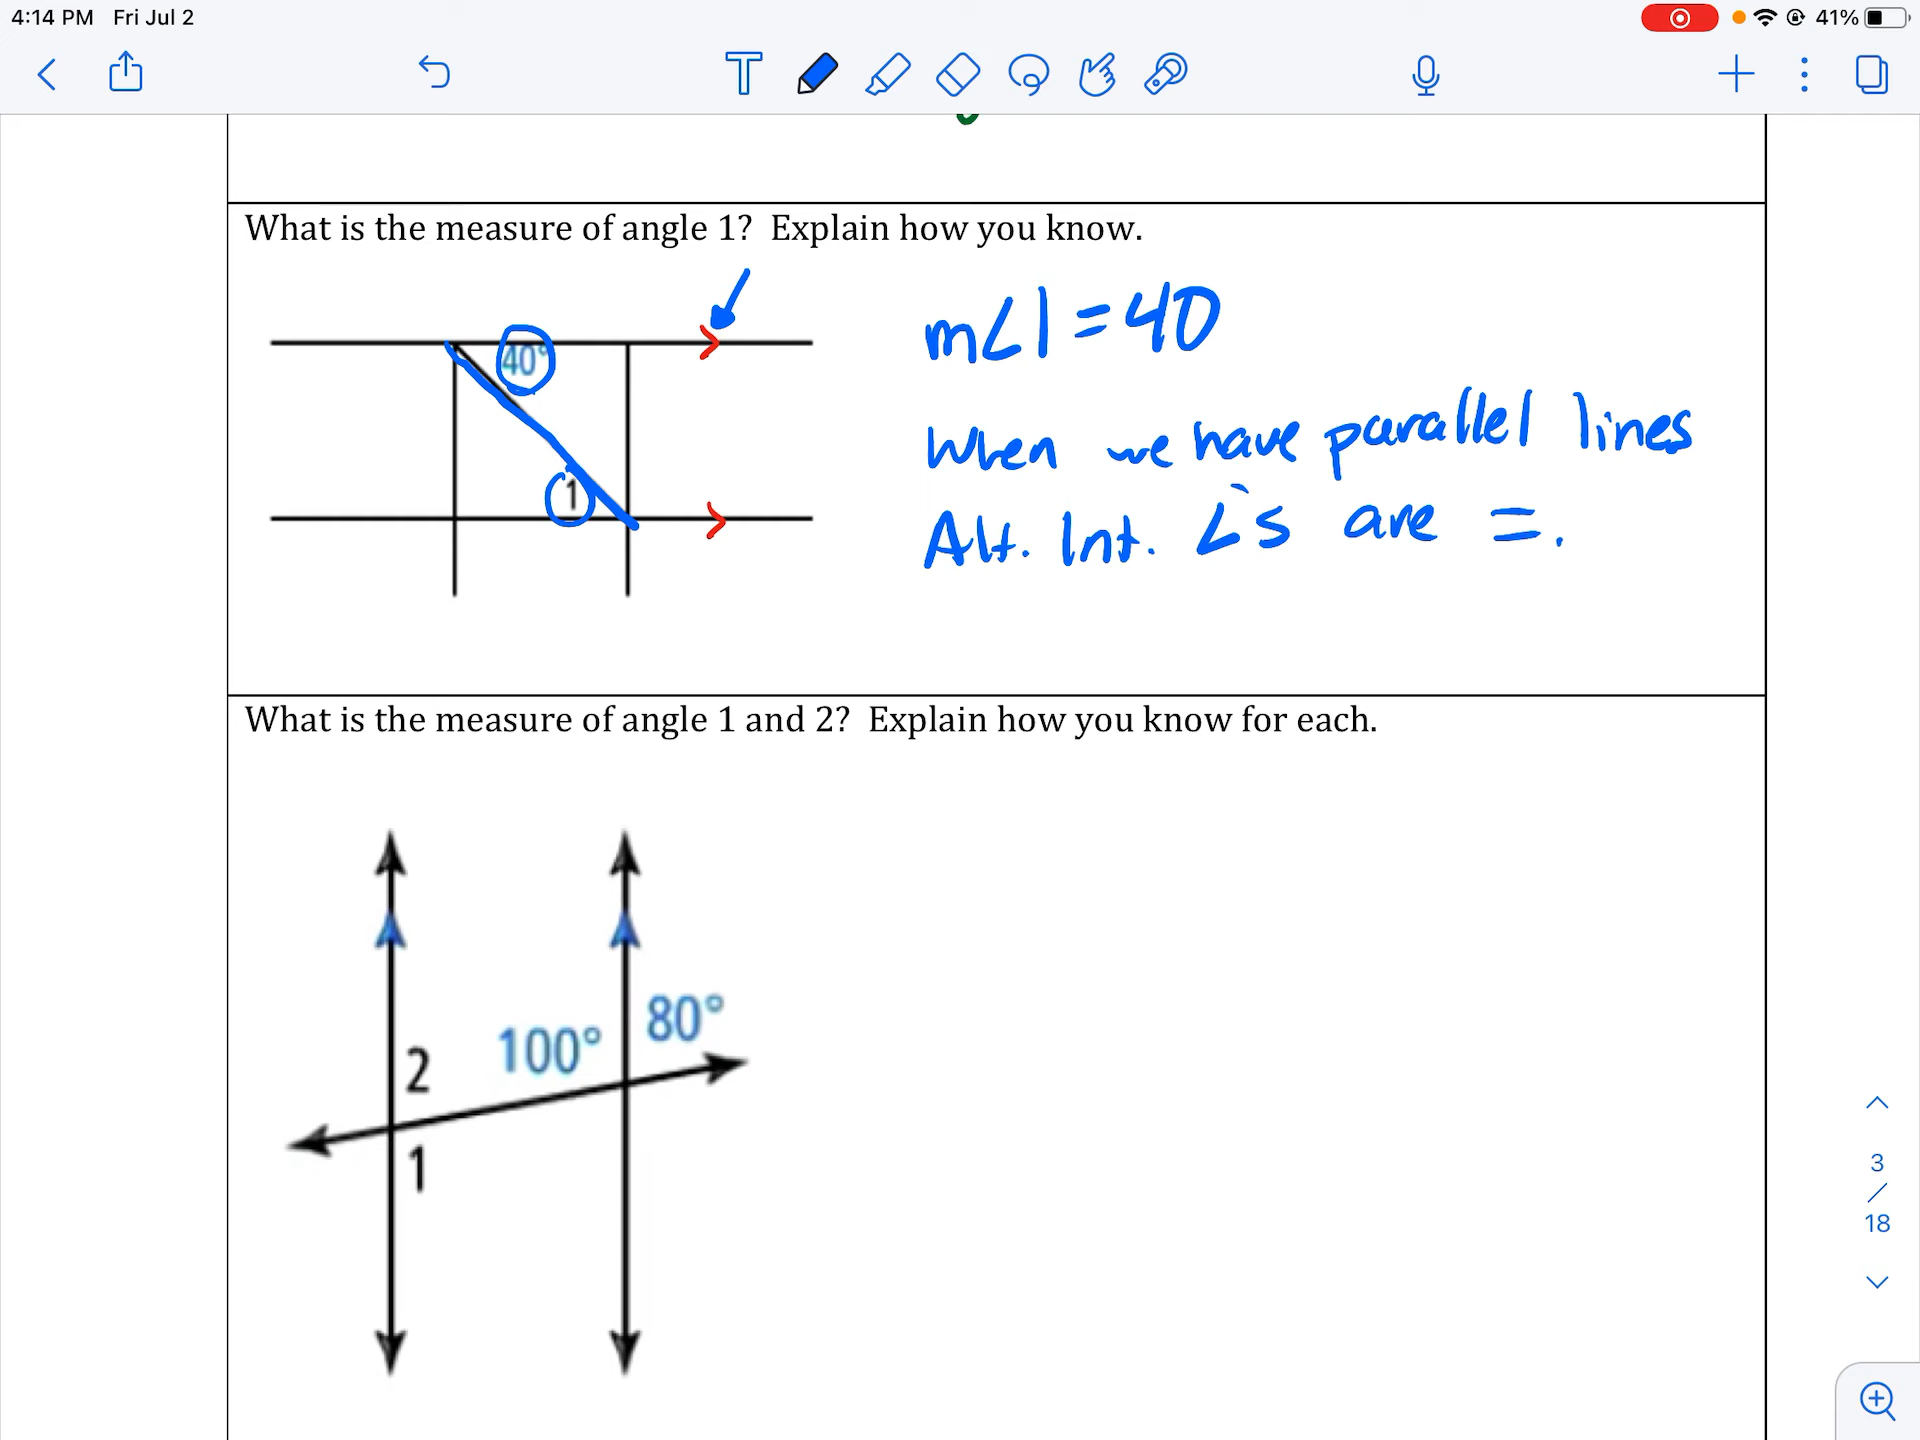 4:14 PM Fri Jul 2
41%
What is the measure of angle 1? Explain how you know.
40°
1
m∠1 = 40
When we have parallel lines
Alt. Int. ∠'s are =.
What is the measure of angle 1 and 2? Explain how you know for each.
80°
100°
2
1
3
/
18